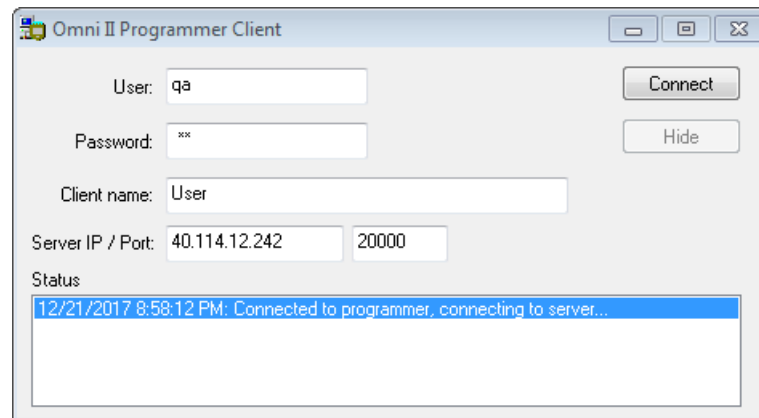 Omni II Programmer Client
User: qa
Connect
Password: **
Hide
Client name: User
Server IP / Port: 40.114.12.242 20000
Status
12/21/2017 8:58:12 PM: Connected to programmer, connecting to server...